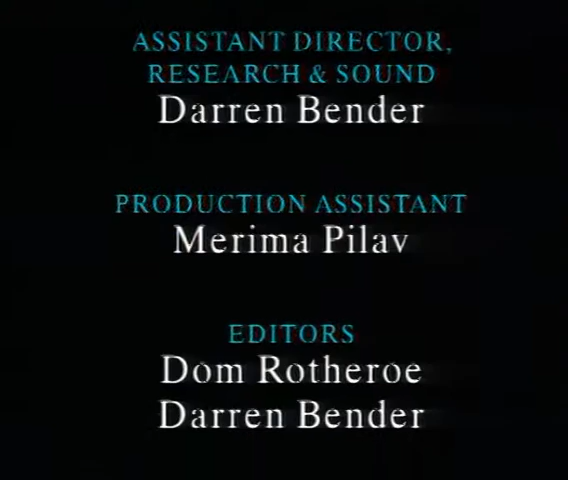 ASSISTANT DIRECTOR,
RESEARCH & SOUND
Darren Bender
PRODUCTION ASSISTANT
Merima Pilav
EDITORS
Dom Rotheroe
Darren Bender